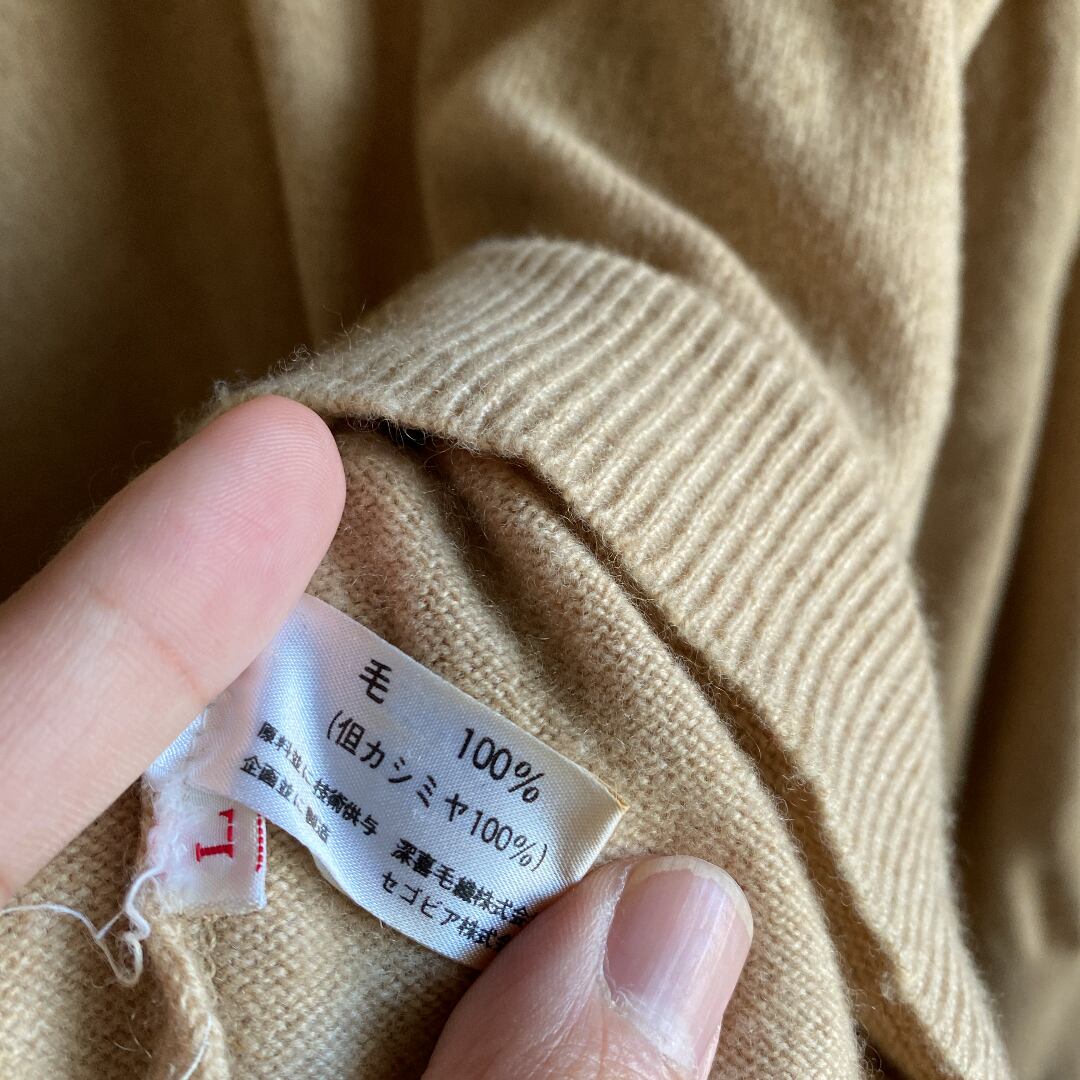 毛 100%
(但カシミヤ100%)
原料並に技術供与 深喜毛織株式会
企画並に製造 セゴビア株式
L